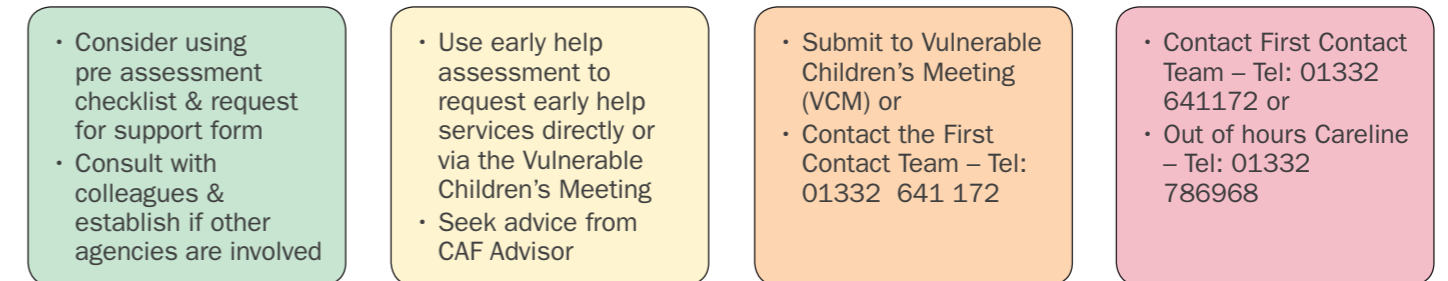 · Consider using
pre assessment
checklist & request
for support form
· Consult with
colleagues &
establish if other
agencies are involved
· Use early help
assessment to
request early help
services directly or
via the Vulnerable
Children's Meeting
· Seek advice from
CAF Advisor
· Submit to Vulnerable
Children's Meeting
(VCM) or
· Contact the First
Contact Team – Tel:
01332  641 172
· Contact First Contact
Team – Tel: 01332
641172 or
· Out of hours Careline
– Tel: 01332
786968